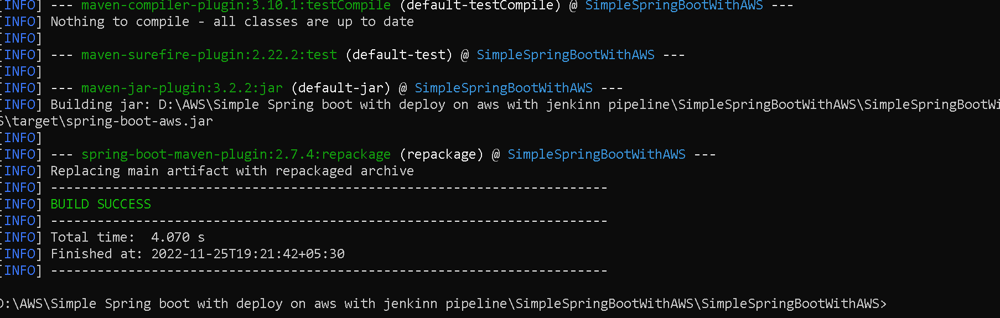 [INFO] --- maven-compiler-plugin:3.10.1:testCompile (default-testCompile) @ SimpleSpringBootWithAWS ---
[INFO] Nothing to compile - all classes are up to date
[INFO]
[INFO] --- maven-surefire-plugin:2.22.2:test (default-test) @ SimpleSpringBootWithAWS ---
[INFO]
[INFO] --- maven-jar-plugin:3.2.2:jar (default-jar) @ SimpleSpringBootWithAWS ---
[INFO] Building jar: D:\AWS\Simple Spring boot with deploy on aws with jenkinn pipeline\SimpleSpringBootWithAWS\SimpleSpringBootWi
S\target\spring-boot-aws.jar
[INFO]
[INFO] --- spring-boot-maven-plugin:2.7.4:repackage (repackage) @ SimpleSpringBootWithAWS ---
[INFO] Replacing main artifact with repackaged archive
[INFO] ------------------------------------------------------------------------
[INFO] BUILD SUCCESS
[INFO] ------------------------------------------------------------------------
[INFO] Total time:  4.070 s
[INFO] Finished at: 2022-11-25T19:21:42+05:30
[INFO] ------------------------------------------------------------------------
D:\AWS\Simple Spring boot with deploy on aws with jenkinn pipeline\SimpleSpringBootWithAWS\SimpleSpringBootWithAWS>